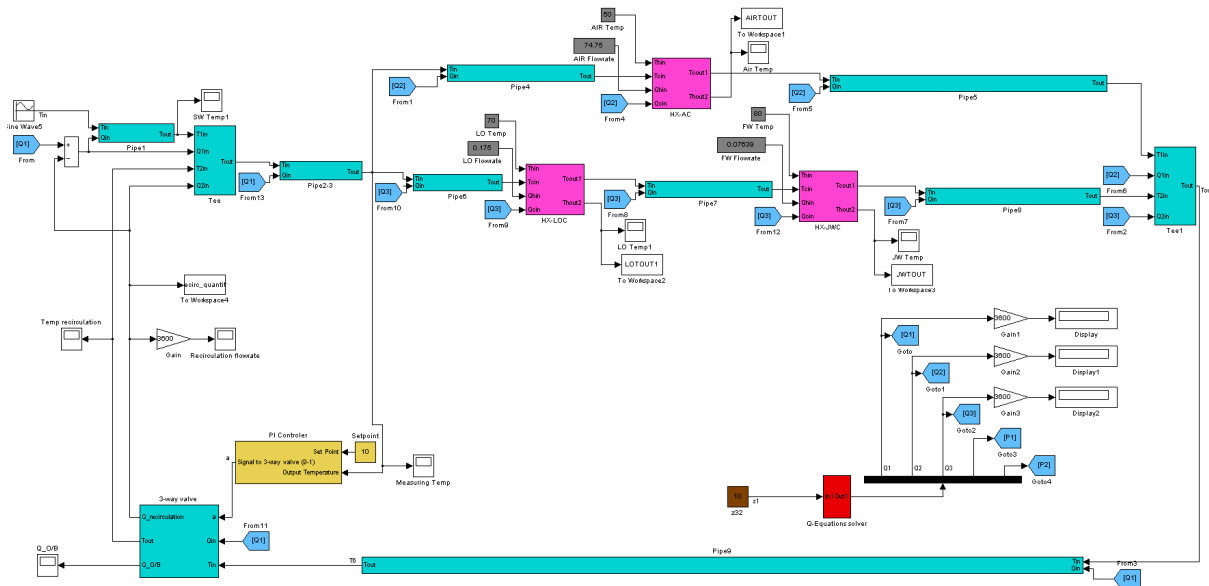 50
AIR Temp
74.75
AIR Flowrate
AIRTOUT
To Workspace1
Air Temp
Thin
Tcin
Qhin
Qcin
Tcout1
Thout2
HX-AC
Tin
Qin
Tout
Pipe4
[Q2]
From1
[Q2]
From4
[Q2]
From5
Tin
Qin
Tout
Pipe5
Tin
ine Wave5
[Q1]
From
+
−
Tin
Qin
Tout
Pipe1
SW Temp1
T1in
Q1in
T2in
Q2in
Tout
Tee
[Q1]
From13
Tin
Qin
Tout
Pipe2-3
[Q3]
From10
Tin
Qin
Tout
Pipe6
70
LO Temp
0.175
LO Flowrate
[Q3]
From9
Thin
Tcin
Qhin
Qcin
Tcout1
Thout2
HX-LOC
LO Temp1
LOTOUT1
To Workspace2
[Q3]
From8
Tin
Qin
Tout
Pipe7
80
FW Temp
0.07639
FW Flowrate
[Q3]
From12
Thin
Tcin
Qhin
Qcin
Tcout1
Thout2
HX-JWC
JW Temp
JWTOUT
To Workspace3
[Q3]
From7
Tin
Qin
Tout
Pipe8
[Q2]
From6
[Q3]
From2
T1in
Q1in
T2in
Q2in
Tou
Tee1
ecirc_quantit
To Workspace4
Temp recirculation
3600
Gain
Recirculation flowrate
PI Controler
Set Point
Signal to 3-way valve (0-1)
Output Temperature
a
Setpoint
10
Measuring Temp
3-way valve
Q_recirculation
Tout
Q_O/B
a
Qin
Tin
From11
[Q1]
Q_O/B
T6
Pipe9
Tout
Tin
Qin
From3
[Q1]
3600
Gain1
Display
[Q1]
Goto
3600
Gain2
Display1
[Q2]
Goto1
3600
Gain3
Display2
[Q3]
Goto2
[P1]
Goto3
[P2]
Goto4
Q1
Q2
Q3
10
z32
z1
In1
Out1
Q-Equations solver